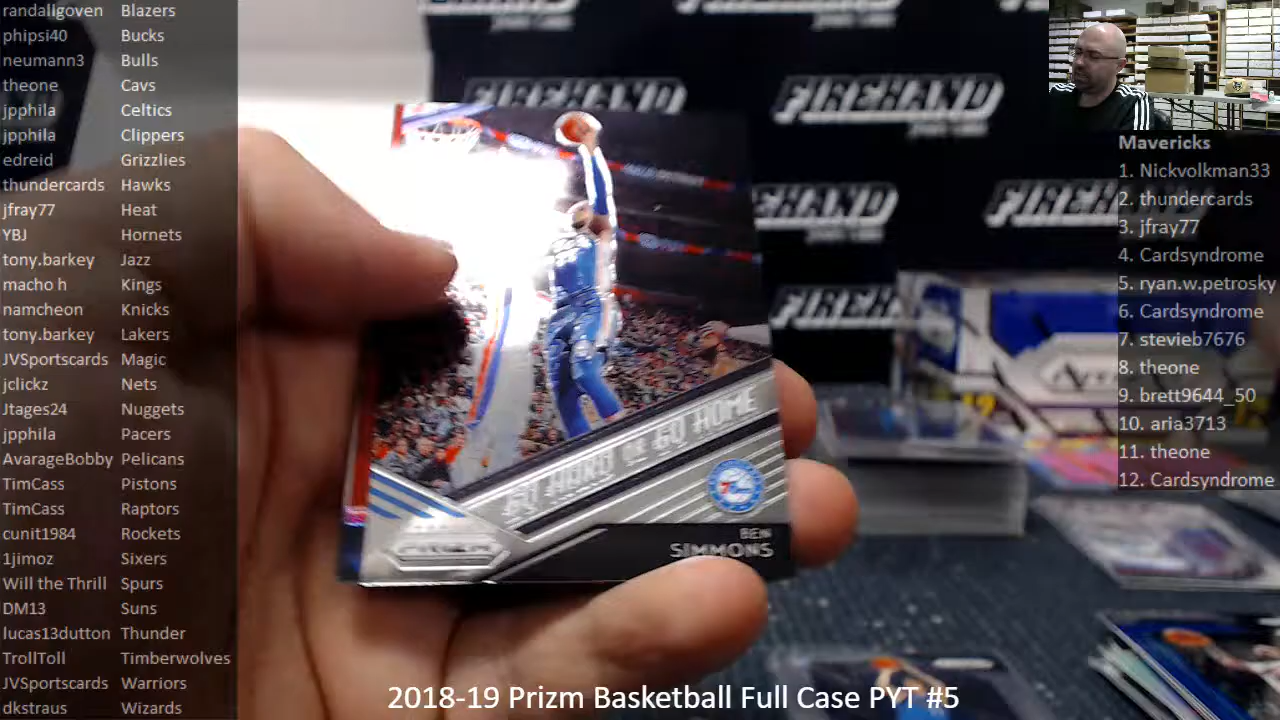 randallgoven Blazers
phipsi40 Bucks
neumann3 Bulls
theone Cavs
jpphila Celtics
jpphila Clippers
edreid Grizzlies
thundercards Hawks
jfray77 Heat
YBJ Hornets
tony.barkey Jazz
macho h Kings
namcheon Knicks
tony.barkey Lakers
JVSportscards Magic
jclickz Nets
Jtages24 Nuggets
jpphila Pacers
AvarageBobby Pelicans
TimCass Pistons
TimCass Raptors
cunit1984 Rockets
1jimoz Sixers
Will the Thrill Spurs
DM13 Suns
lucas13dutton Thunder
TrollToll Timberwolves
JVSportscards Warriors
dkstraus Wizards
FIREHAND
FIREHAND
FIREHAND
FIREHAND
FIREHAND
GO HARD OR GO HOME
PRIZM
BEN
SIMMONS
Mavericks
1. Nickvolkman33
2. thundercards
3. jfray77
4. Cardsyndrome
5. ryan.w.petrosky
6. Cardsyndrome
7. stevieb7676
8. theone
9. brett9644_50
10. aria3713
11. theone
12. Cardsyndrome
2018-19 Prizm Basketball Full Case PYT #5